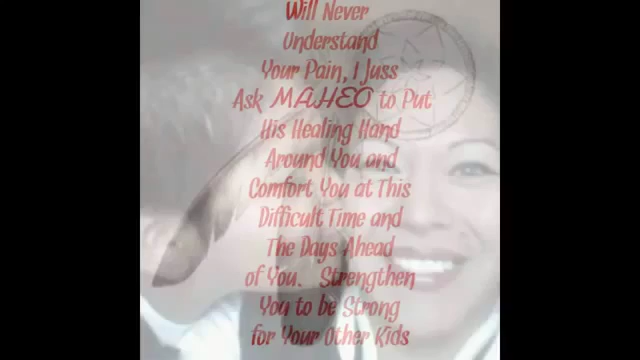 Will Never
Understand
Your Pain, I Juss
Ask MAHEO to Put
His Healing Hand
Around You and
Comfort You at This
Difficult Time and
The Days Ahead
of You. Strengthen
You to be Strong
for Your Other Kids